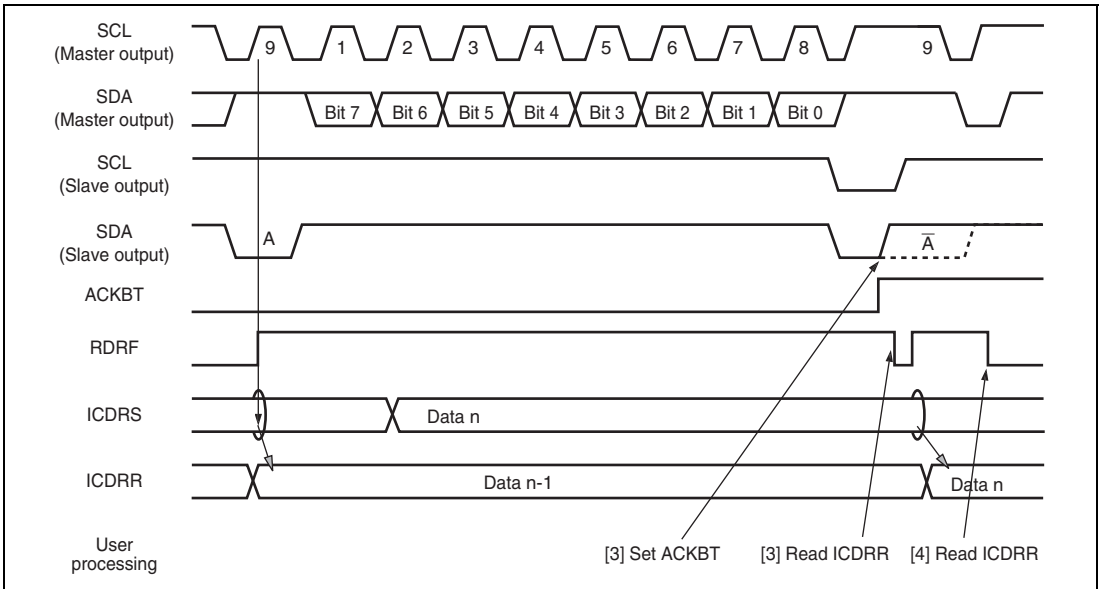 SCL
(Master output)
9 1 2 3 4 5 6 7 8 9
SDA
(Master output)
Bit 7 Bit 6 Bit 5 Bit 4 Bit 3 Bit 2 Bit 1 Bit 0
SCL
(Slave output)
SDA
(Slave output)
A A̅
ACKBT
RDRF
ICDRS
Data n
ICDRR
Data n-1 Data n
User
processing
[3] Set ACKBT [3] Read ICDRR [4] Read ICDRR